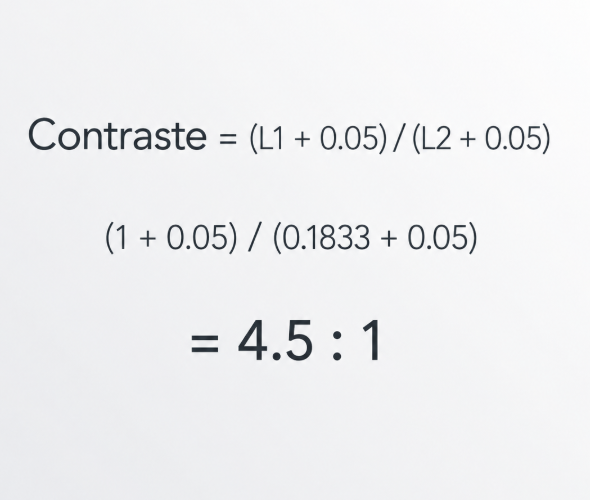 Contraste = (L1 + 0.05) / (L2 + 0.05)
(1 + 0.05) / (0.1833 + 0.05)
= 4.5 : 1